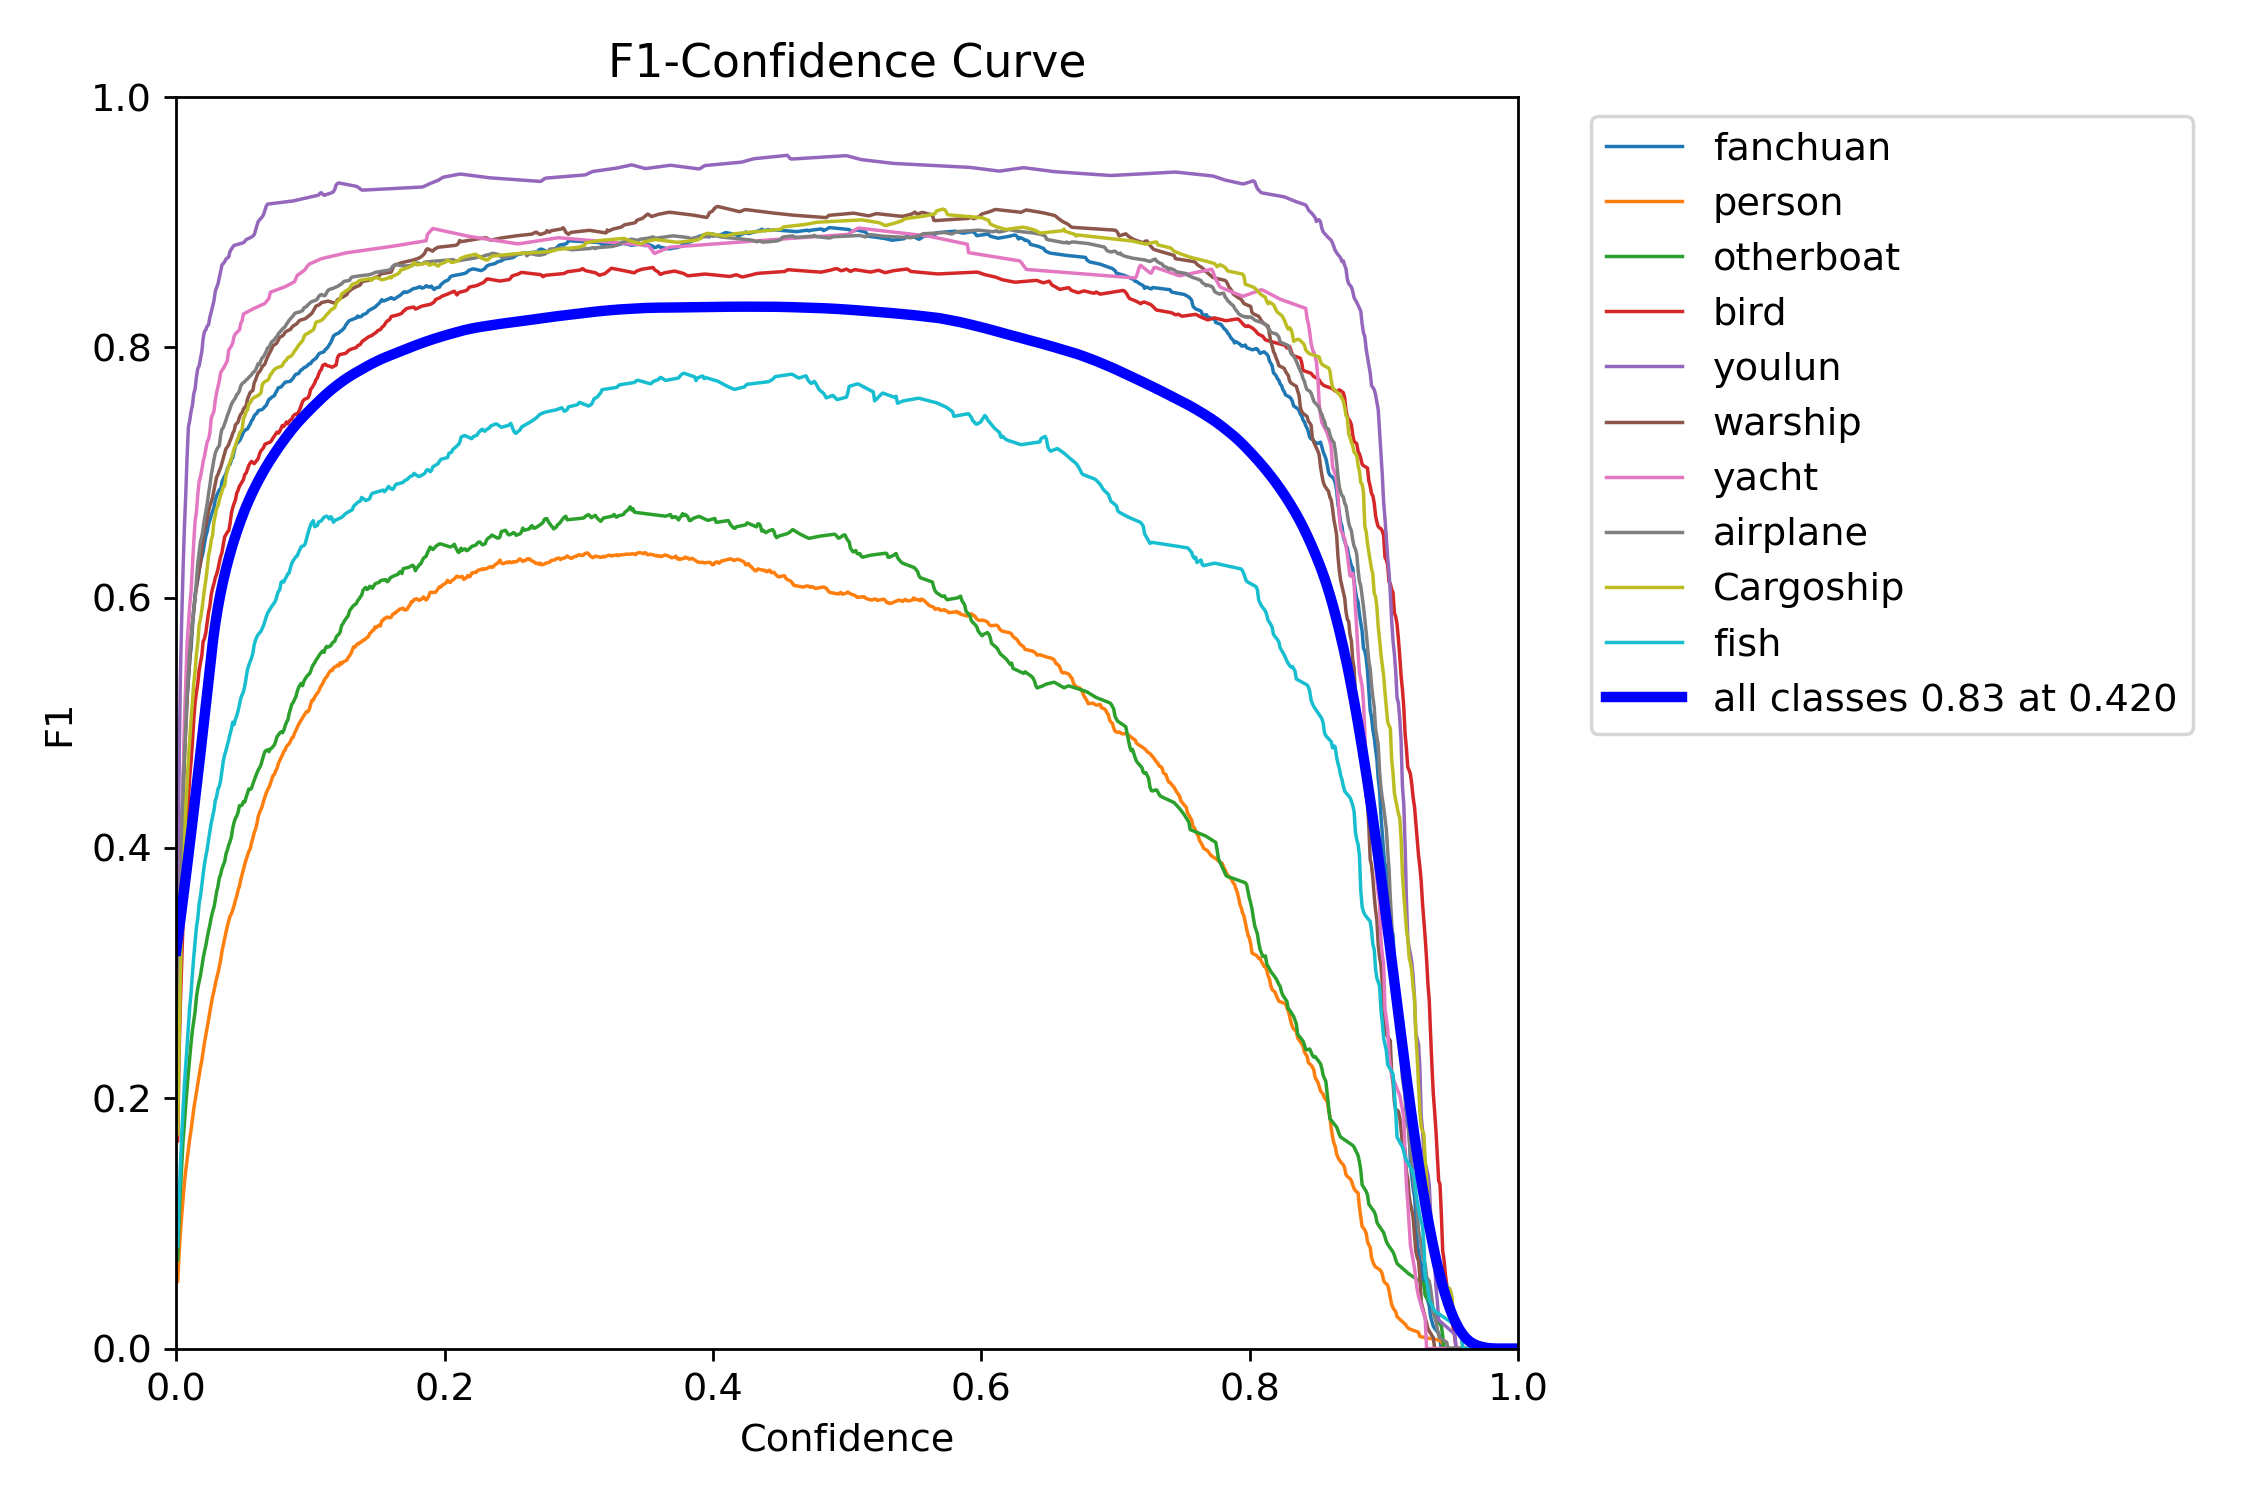 F1-Confidence Curve
1.0
0.8
0.6
0.4
0.2
0.0
F1
0.0 0.2 0.4 0.6 0.8 1.0
Confidence
fanchuan
person
otherboat
bird
youlun
warship
yacht
airplane
Cargoship
fish
all classes 0.83 at 0.420